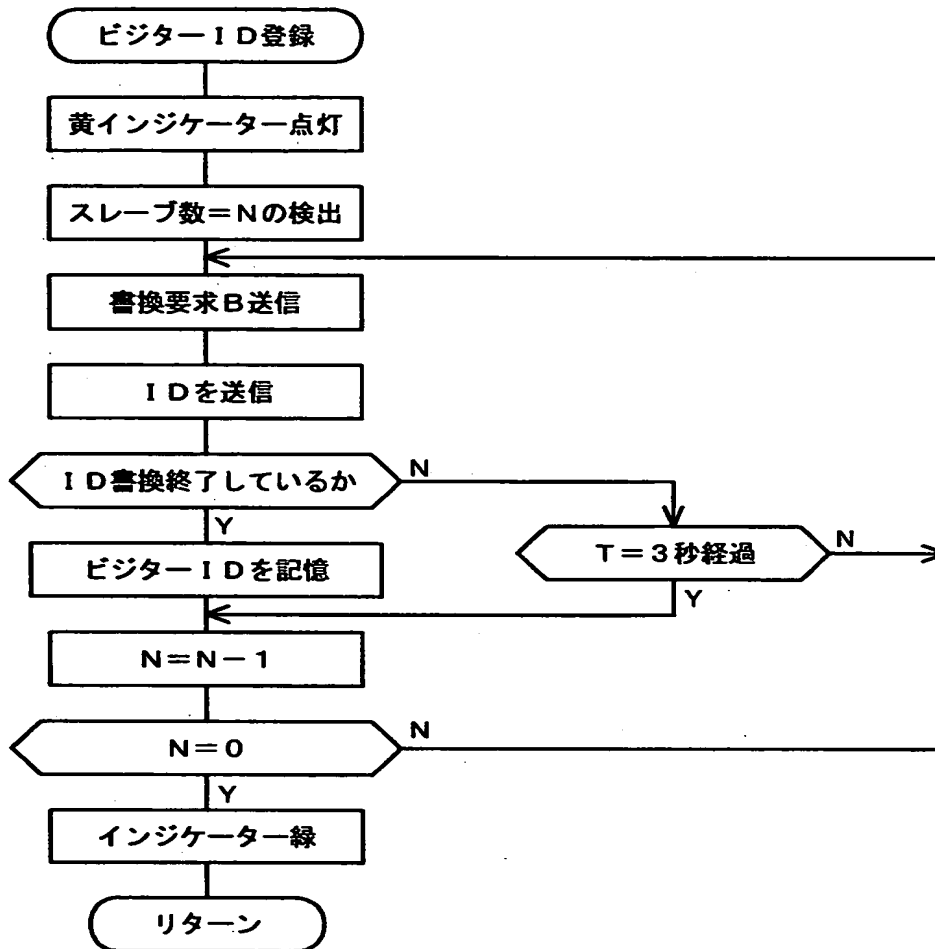 ビジターＩＤ登録
黄インジケーター点灯
スレーブ数＝Ｎの検出
書換要求Ｂ送信
ＩＤを送信
ＩＤ書換終了しているか
N
Y
Ｔ＝３秒経過
N
Y
ビジターＩＤを記憶
Ｎ＝Ｎ－１
Ｎ＝０
N
Y
インジケーター緑
リターン